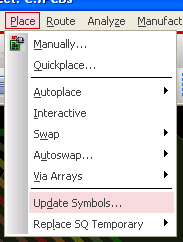 Place Route Analyze Manufact
Manually...
Quickplace...
Autoplace
Interactive
Swap
Autoswap...
Via Arrays
Update Symbols...
Replace SQ Temporary